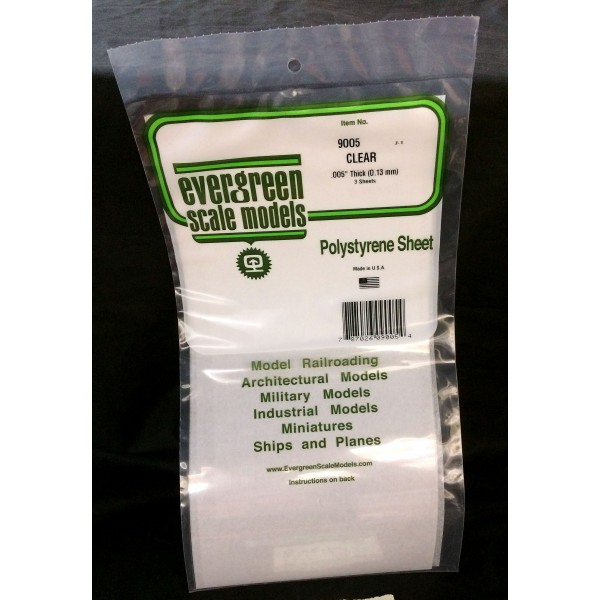 Item No.
9005
CLEAR
.005" Thick (0.13 mm)
3 Sheets
evergreen
scale models
Polystyrene Sheet
Made in U S A
Model Railroading
Architectural Models
Military Models
Industrial Models
Miniatures
Ships and Planes
www.EvergreenScaleModels.com
Instructions on back